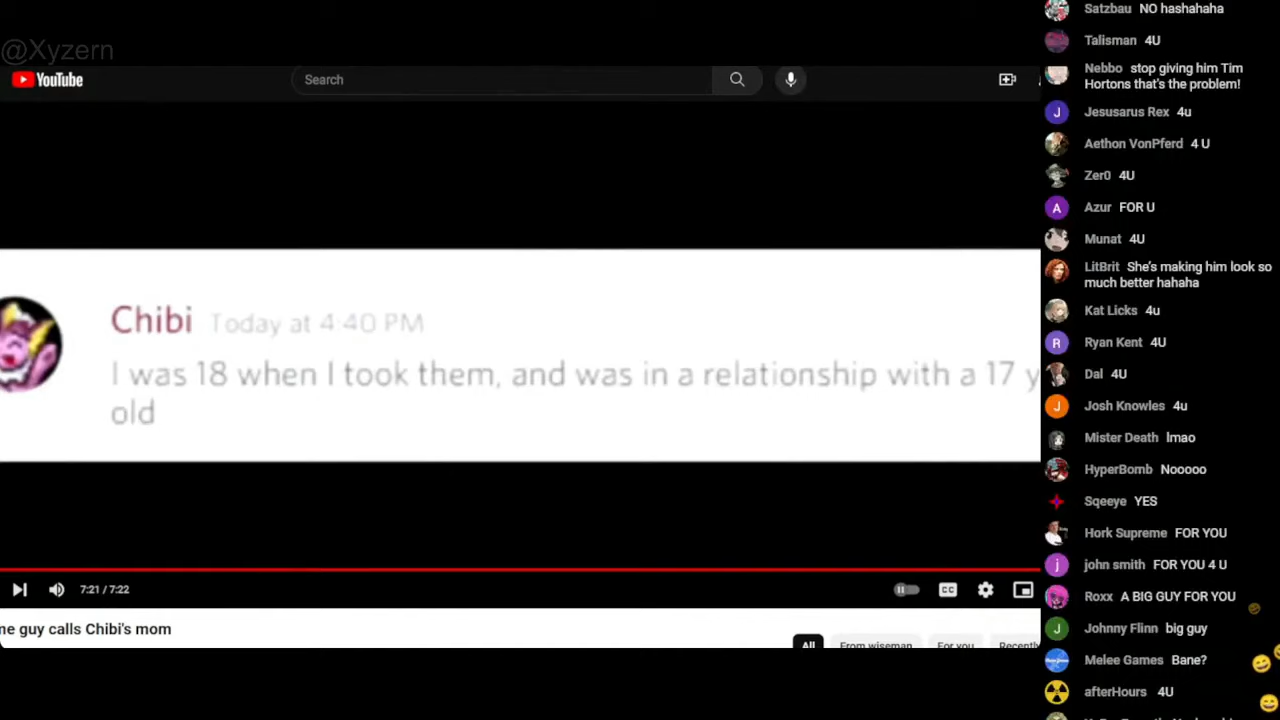 @Xyzern
YouTube
Search
Chibi Today at 4:40 PM
I was 18 when I took them, and was in a relationship with a 17 y
old
7:21 / 7:22
CC
ne guy calls Chibi's mom
All From wiseman For you Recently
Satzbau NO hashahaha
Talisman 4U
Nebbo stop giving him Tim
Hortons that's the problem!
J
Jesusarus Rex 4u
Aethon VonPferd 4 U
Zer0 4U
A
Azur FOR U
Munat 4U
LitBrit She's making him look so
much better hahaha
Kat Licks 4u
R
Ryan Kent 4U
Dal 4U
J
Josh Knowles 4u
Mister Death lmao
HyperBomb Nooooo
Sqeeye YES
Hork Supreme FOR YOU
j
john smith FOR YOU 4 U
Roxx A BIG GUY FOR YOU
J
Johnny Flinn big guy
Melee Games Bane?
afterHours 4U